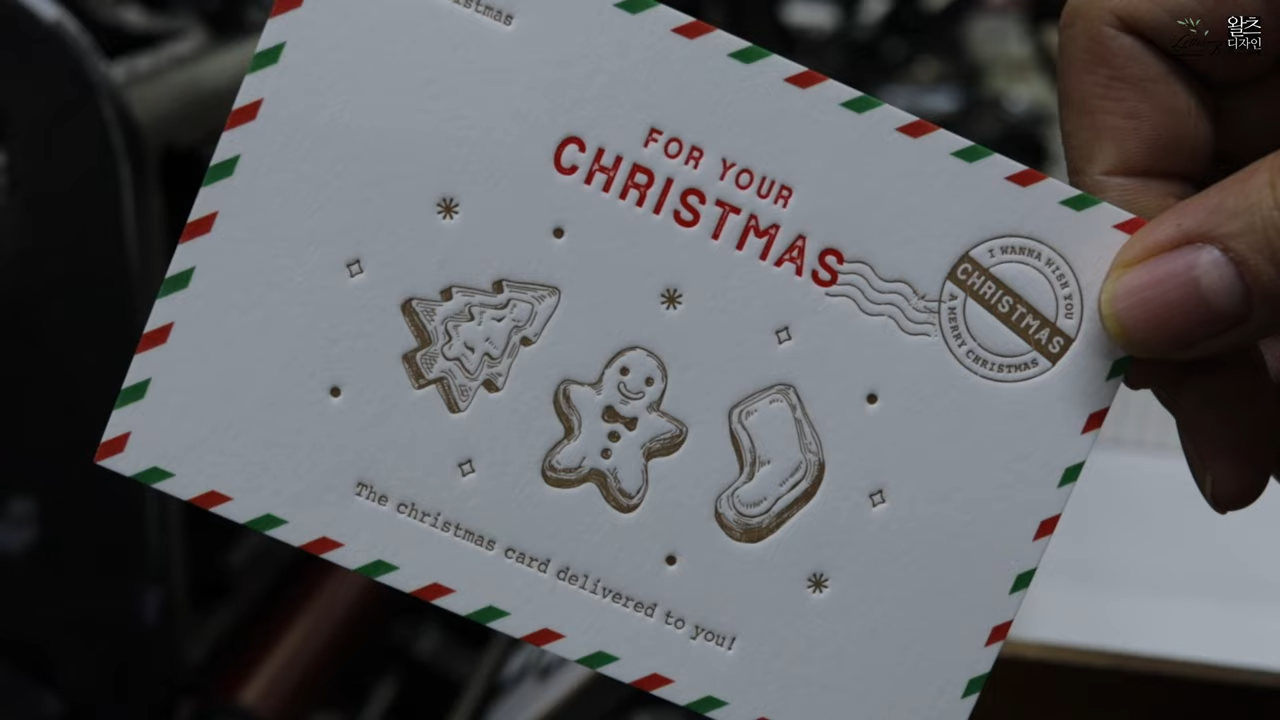 istmas
FOR YOUR
CHRISTMAS
I WANNA WISH YOU
CHRISTMAS
A MERRY CHRISTMAS
The christmas card delivered to you!
왈츠
디자인